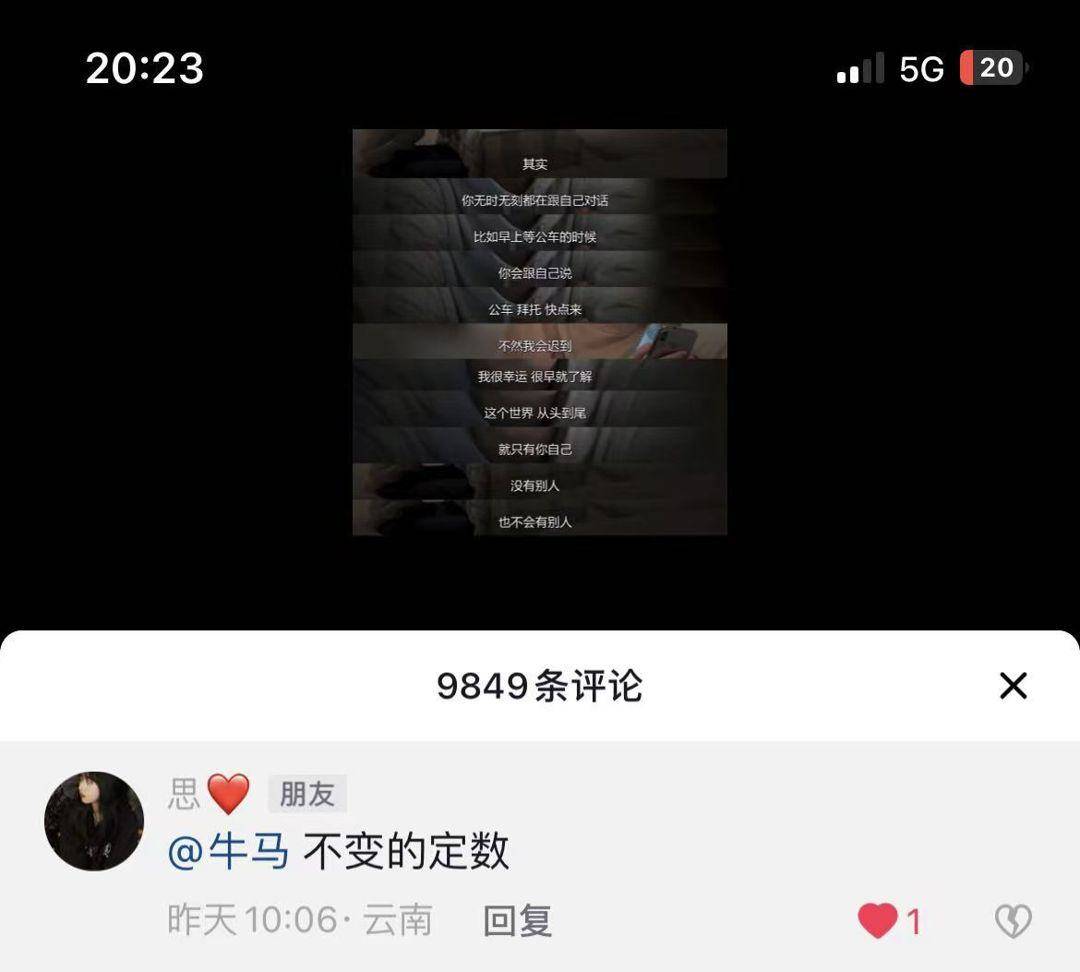 20:23
5G
20
其实
你无时无刻都在跟自己对话
比如早上等公车的时候
你会跟自己说
公车 拜托 快点来
不然我会迟到
我很幸运 很早就了解
这个世界 从头到尾
就只有你自己
没有别人
也不会有别人
9849条评论
思❤️ 朋友
@牛马 不变的定数
昨天10:06·云南 回复 1